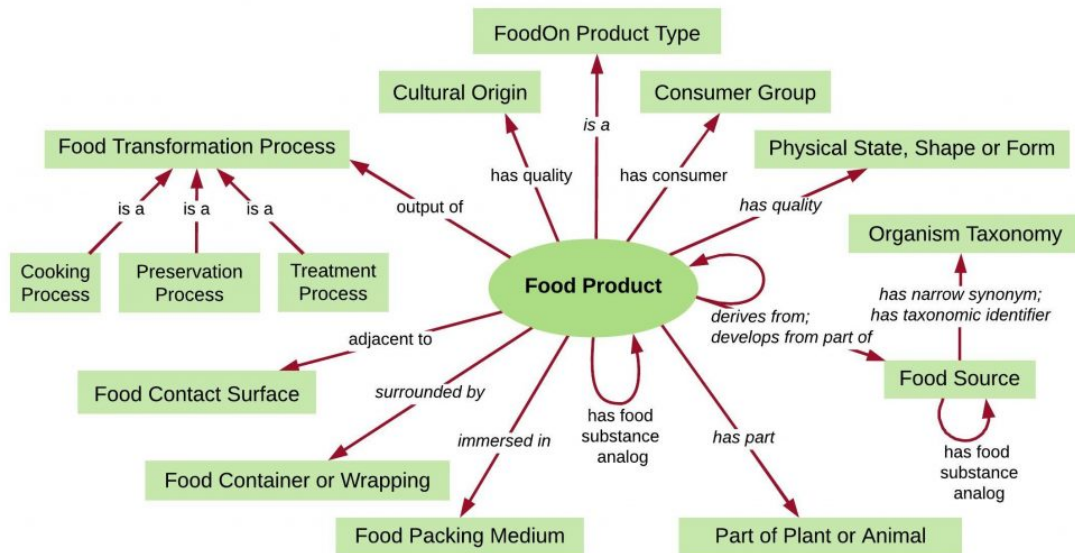 FoodOn Product Type
Cultural Origin
Consumer Group
is a
Food Transformation Process
Physical State, Shape or Form
has quality
has consumer
is a
is a
is a
output of
has quality
Organism Taxonomy
Cooking
Process
Preservation
Process
Treatment
Process
Food Product
has narrow synonym;
has taxonomic identifier
derives from;
develops from part of
adjacent to
Food Contact Surface
Food Source
surrounded by
has food
substance
analog
immersed in
has part
has food
substance
analog
Food Container or Wrapping
Food Packing Medium
Part of Plant or Animal